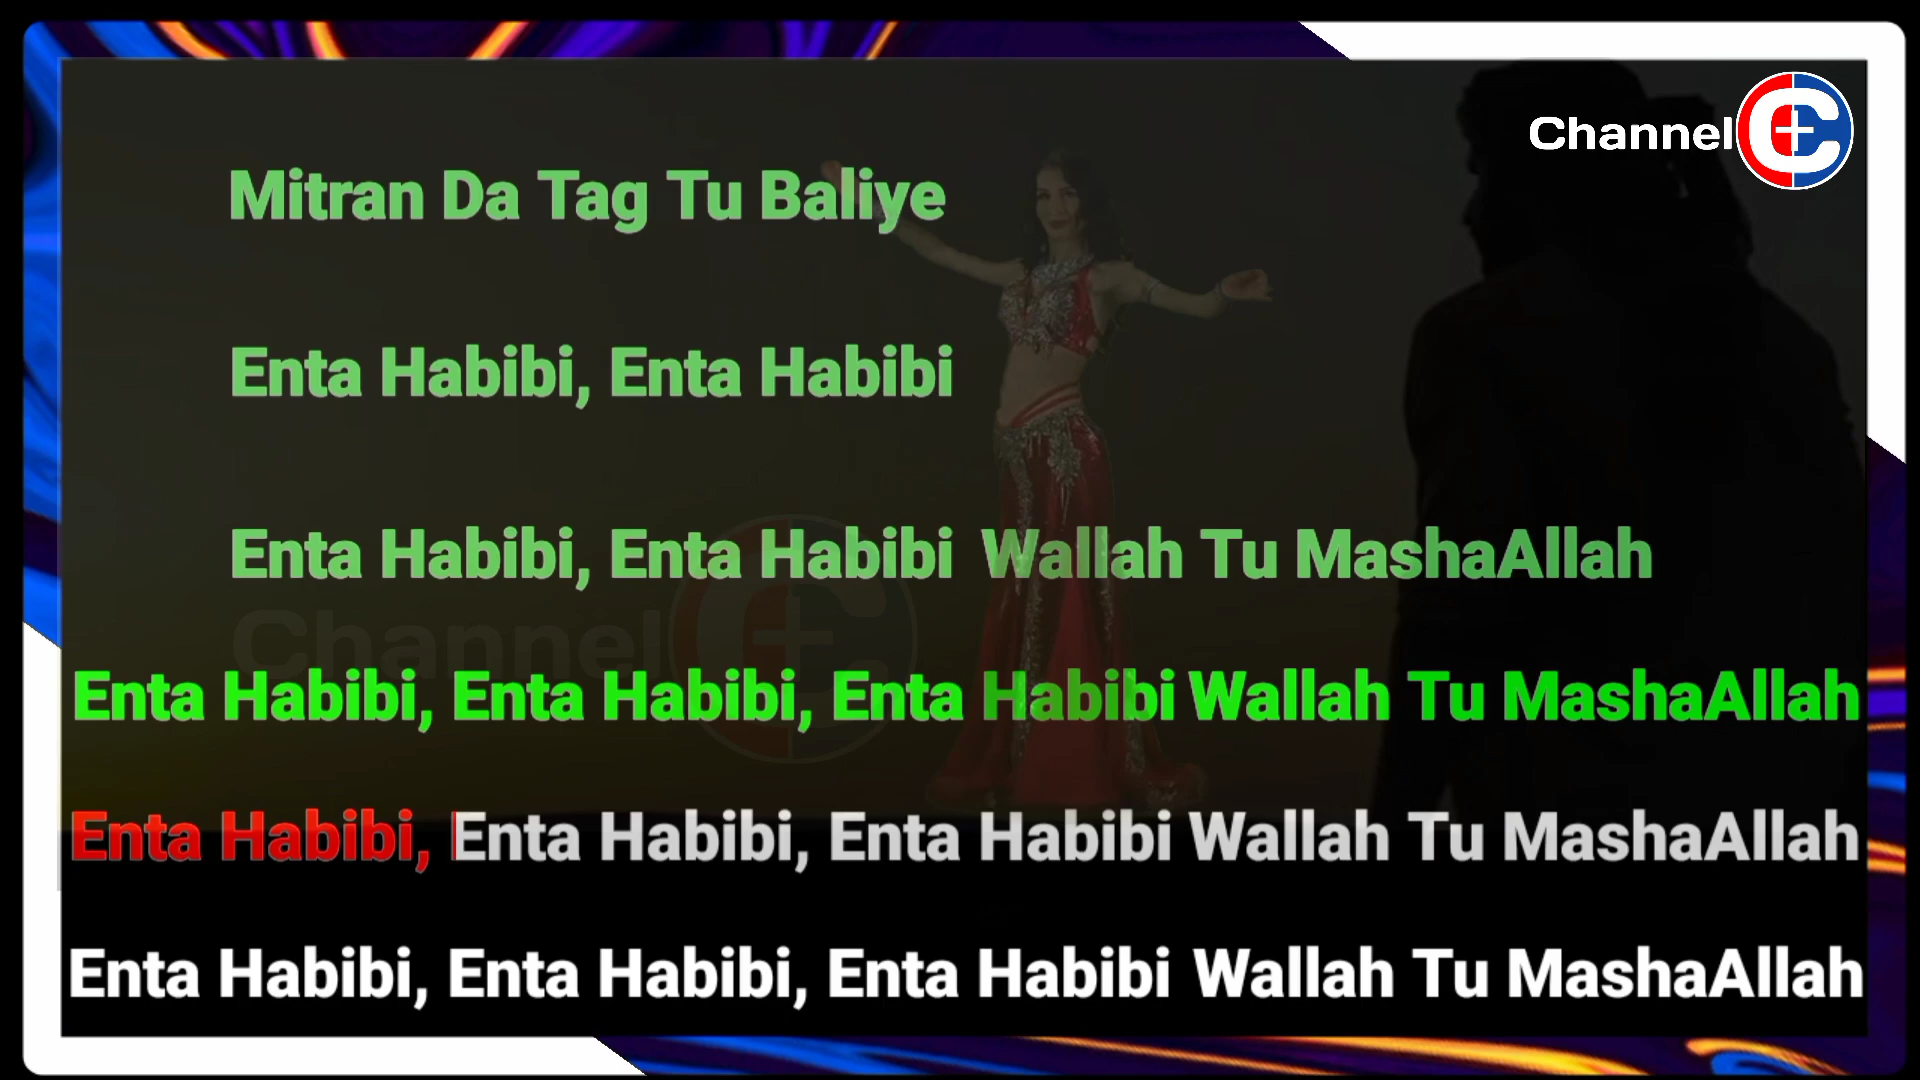 Channel C+
Mitran Da Tag Tu Baliye
Enta Habibi, Enta Habibi
Enta Habibi, Enta Habibi Wallah Tu MashaAllah
Channel C+
Enta Habibi, Enta Habibi, Enta Habibi Wallah Tu MashaAllah
Enta Habibi, Enta Habibi, Enta Habibi Wallah Tu MashaAllah
Enta Habibi, Enta Habibi, Enta Habibi Wallah Tu MashaAllah